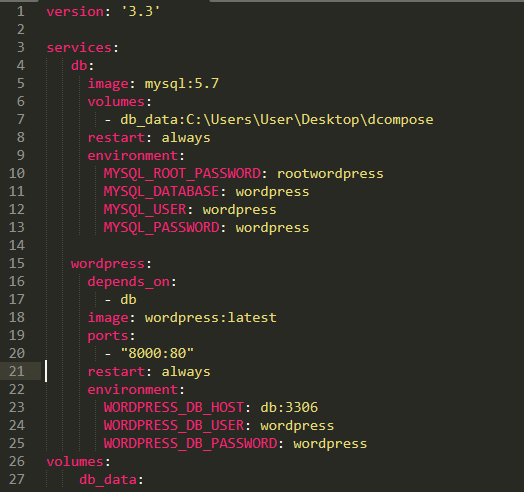 1 version: '3.3'
2
3 services:
4    db:
5      image: mysql:5.7
6      volumes:
7        - db_data:C:\Users\User\Desktop\dcompose
8      restart: always
9      environment:
10        MYSQL_ROOT_PASSWORD: rootwordpress
11        MYSQL_DATABASE: wordpress
12        MYSQL_USER: wordpress
13        MYSQL_PASSWORD: wordpress
14
15    wordpress:
16      depends_on:
17        - db
18      image: wordpress:latest
19      ports:
20        - "8000:80"
21      restart: always
22      environment:
23        WORDPRESS_DB_HOST: db:3306
24        WORDPRESS_DB_USER: wordpress
25        WORDPRESS_DB_PASSWORD: wordpress
26 volumes:
27     db_data: